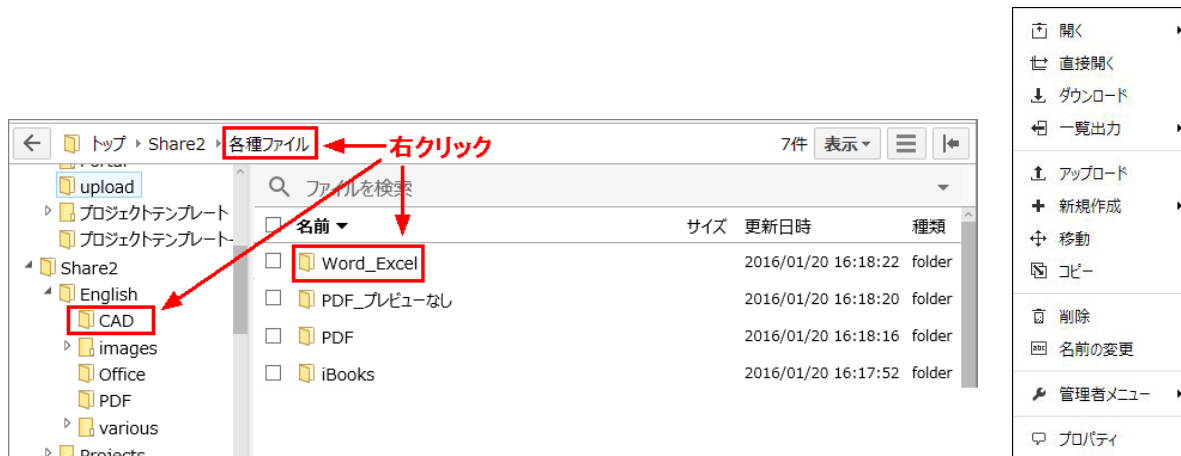 トップ Share2 各種ファイル 右クリック 7件 表示
Portal
upload
プロジェクトテンプレート
プロジェクトテンプレート-
Share2
English
CAD
images
Office
PDF
various
Projects
ファイルを検索
名前 サイズ 更新日時 種類
Word_Excel 2016/01/20 16:18:22 folder
PDF_プレビューなし 2016/01/20 16:18:20 folder
PDF 2016/01/20 16:18:16 folder
iBooks 2016/01/20 16:17:52 folder
開く
直接開く
ダウンロード
一覧出力
アップロード
新規作成
移動
コピー
削除
abc 名前の変更
管理者メニュー
プロパティ